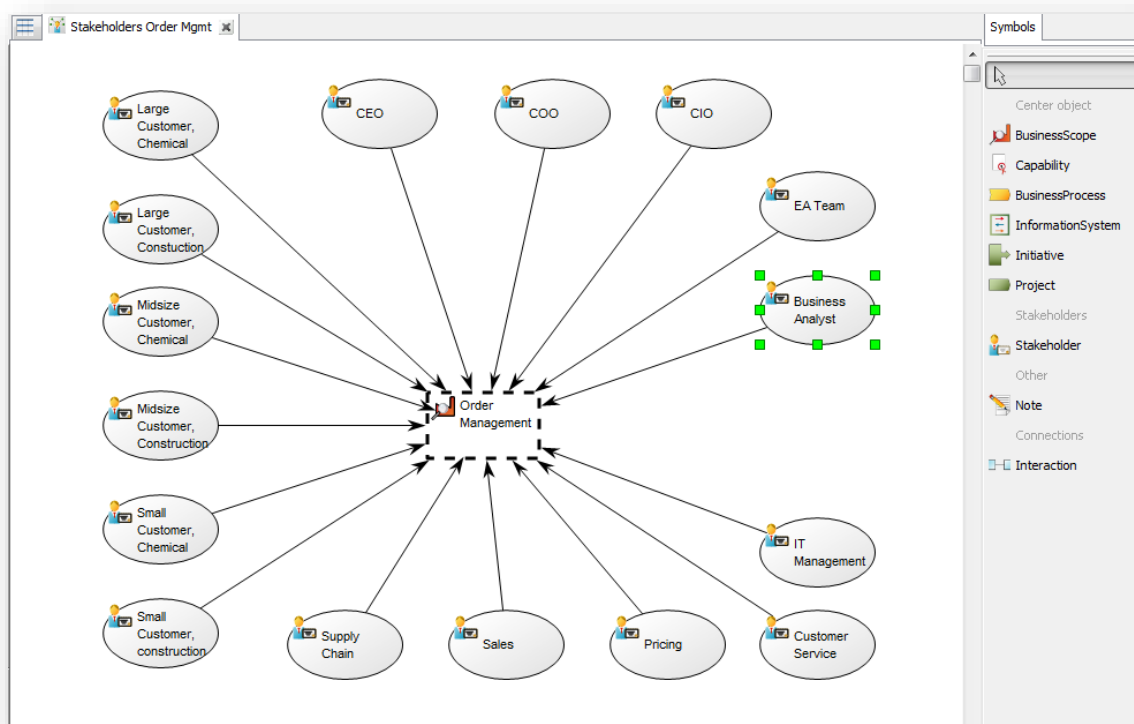 Stakeholders Order Mgmt
Symbols
Large
Customer,
Chemical
CEO
COO
CIO
Large
Customer,
Constuction
EA Team
Midsize
Customer,
Chemical
Business
Analyst
Order
Management
Midsize
Customer,
Construction
Small
Customer,
Chemical
IT
Management
Small
Customer,
construction
Supply
Chain
Sales
Pricing
Customer
Service
Center object
BusinessScope
Capability
BusinessProcess
InformationSystem
Initiative
Project
Stakeholders
Stakeholder
Other
Note
Connections
Interaction